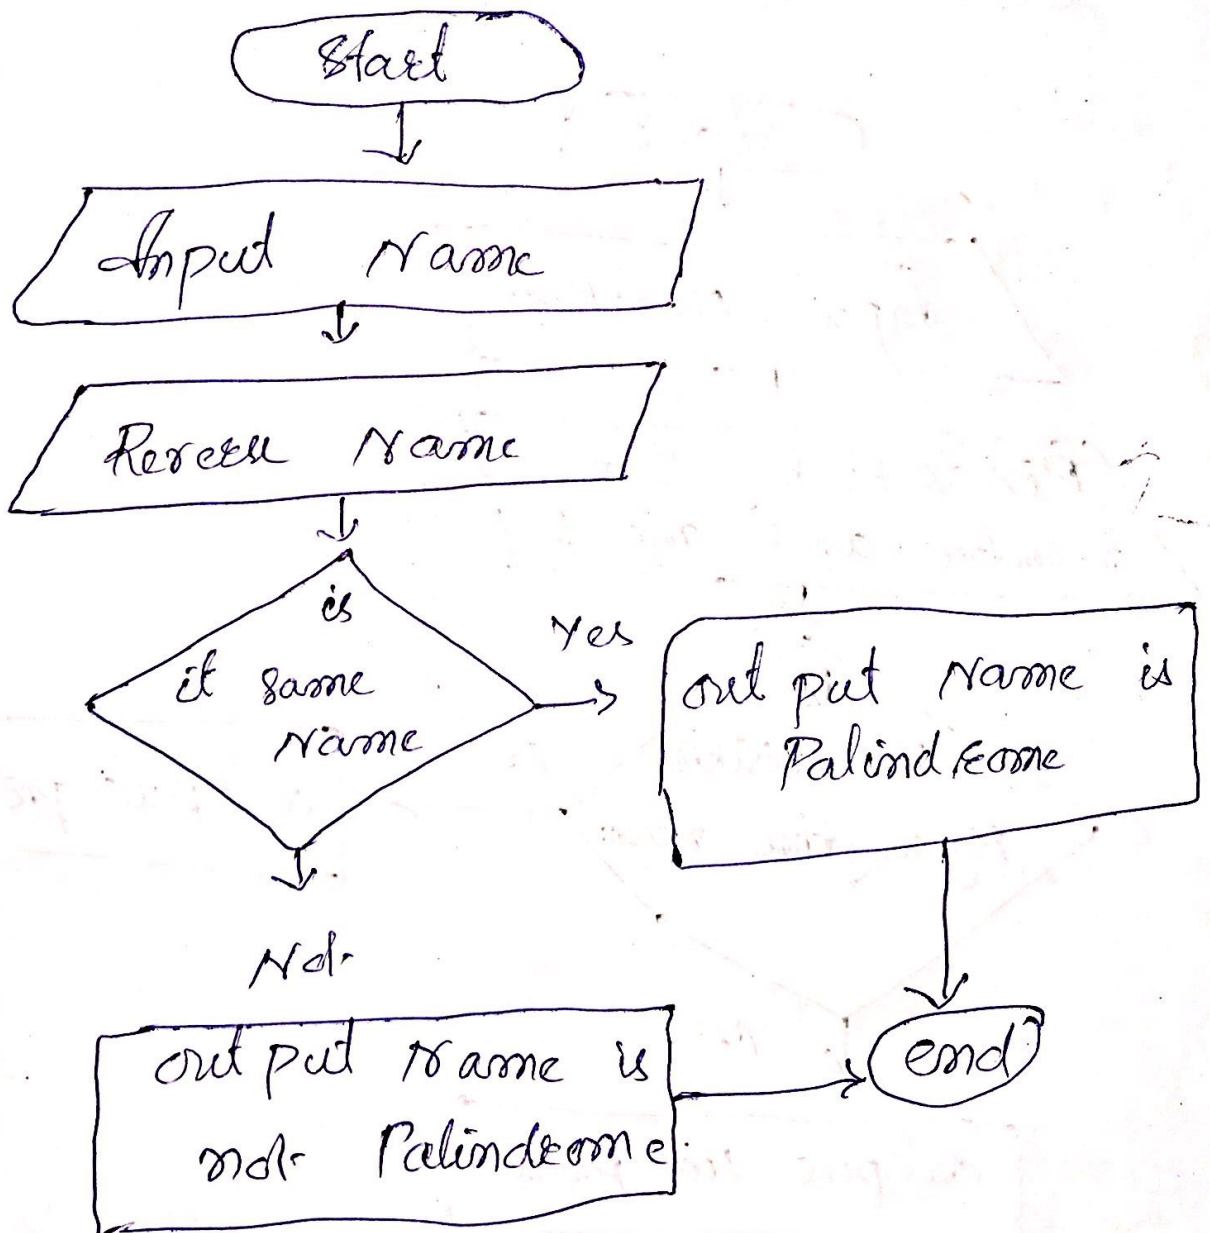 Start
Input Name
Reverse Name
is
it same
Name
Yes
out put Name is
Palindrome
Not
out put Name is
not Palindrome
end